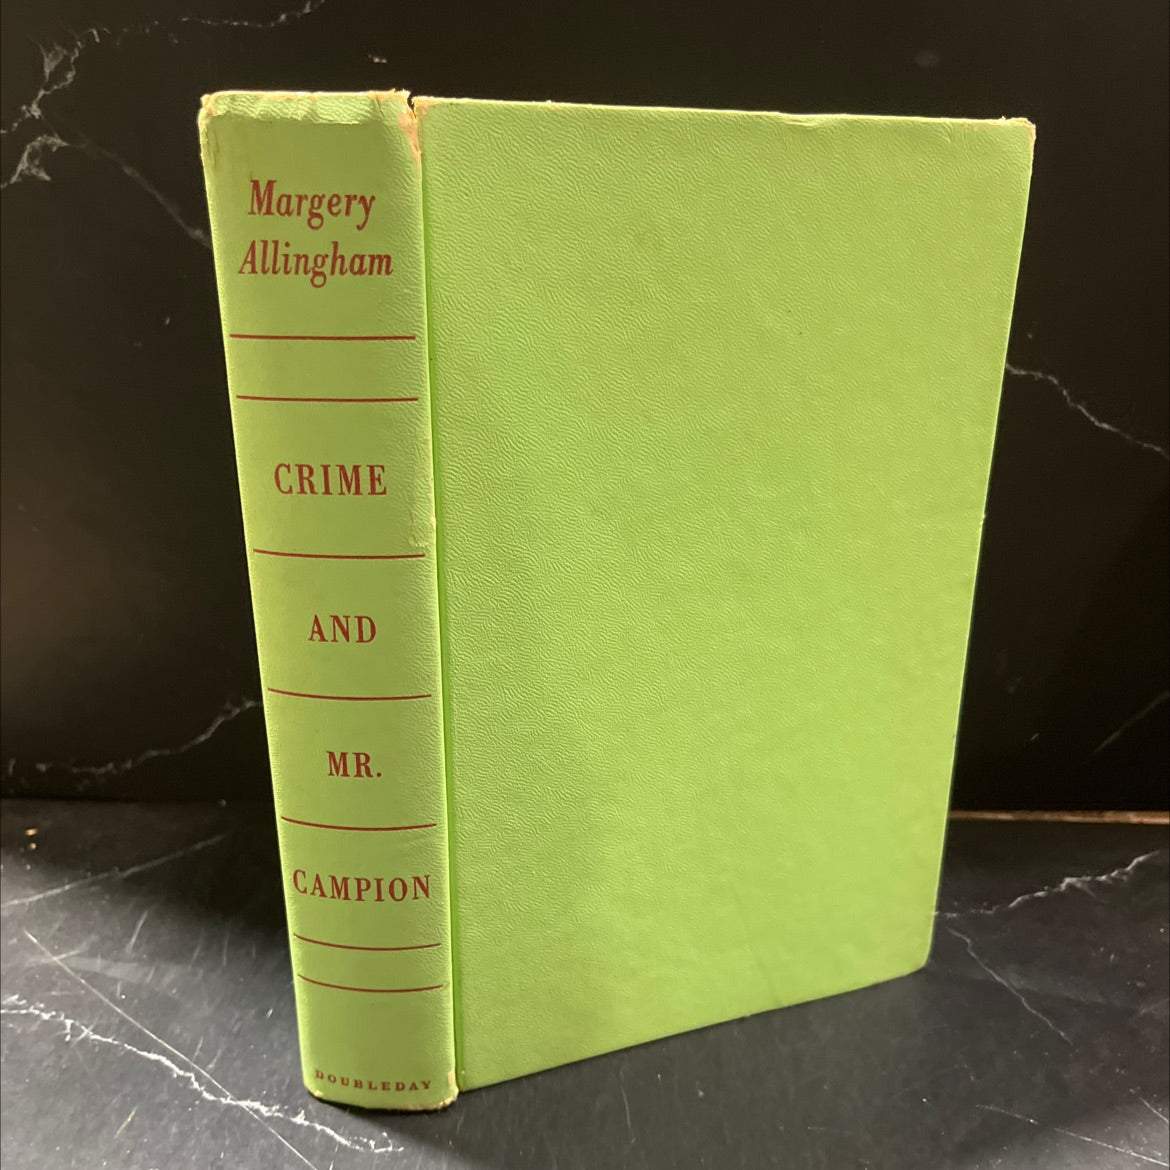 Margery
Allingham
CRIME
AND
MR.
CAMPION
DOUBLEDAY